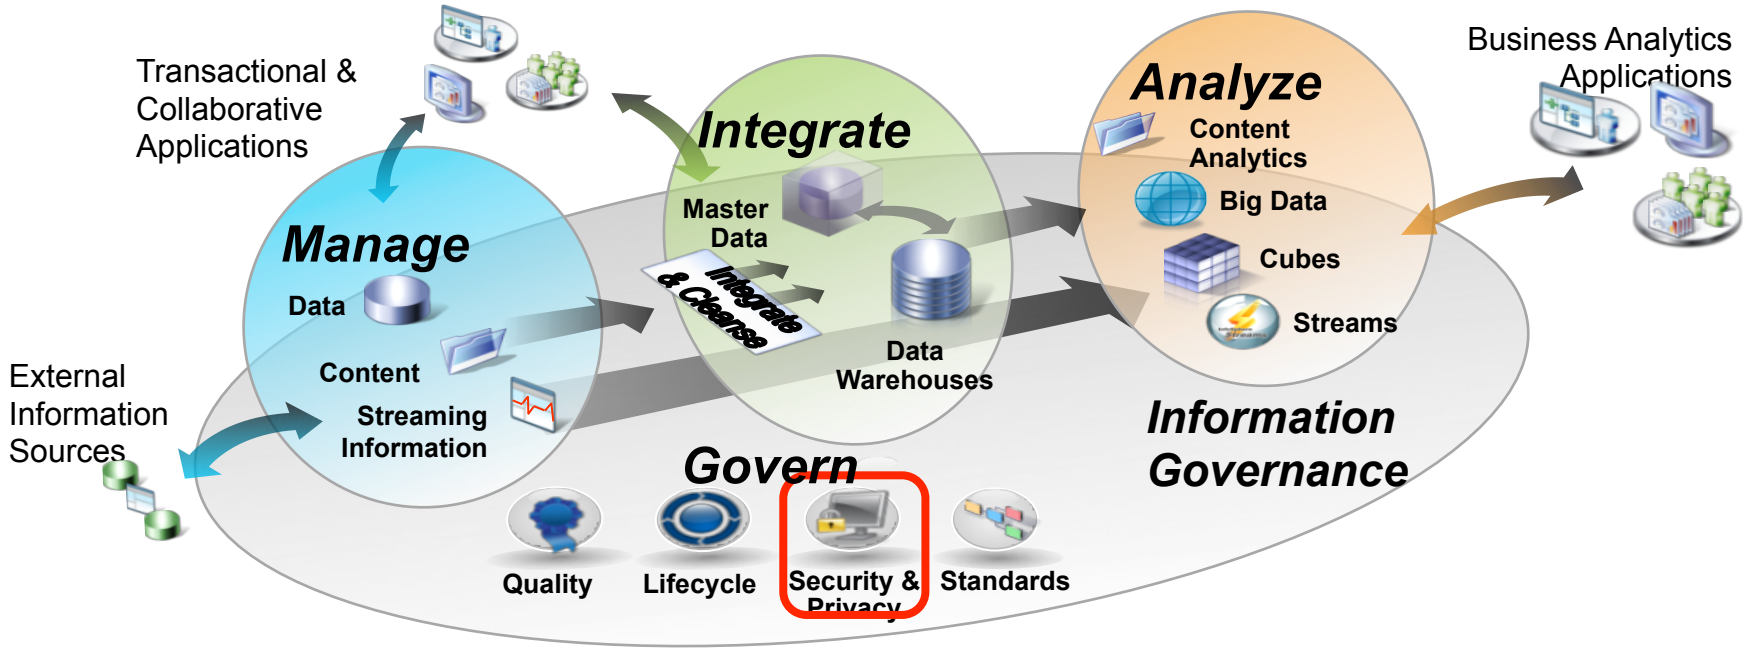 Transactional &
Collaborative
Applications
Business Analytics
Applications
Manage
Data
Content
Streaming
Information
Integrate
Master
Data
Integrate
& Cleanse
Data
Warehouses
Analyze
Content
Analytics
Big Data
Cubes
Streams
External
Information
Sources
Information
Governance
Govern
Quality
Lifecycle
Security &
Privacy
Standards